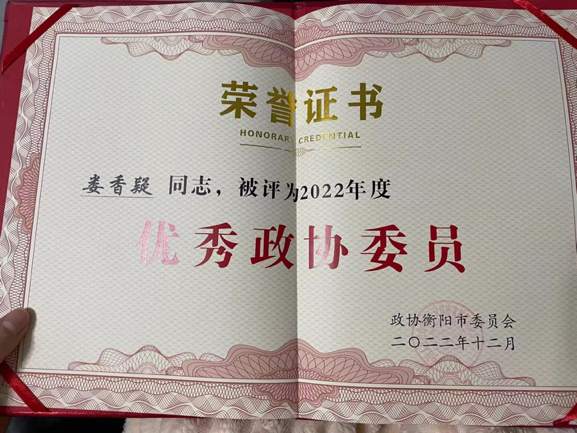 荣誉证书
HONORARY CREDENTIAL
娄香疑 同志，被评为2022年度
优秀政协委员
政协衡阳市委员会
二〇二二年十二月